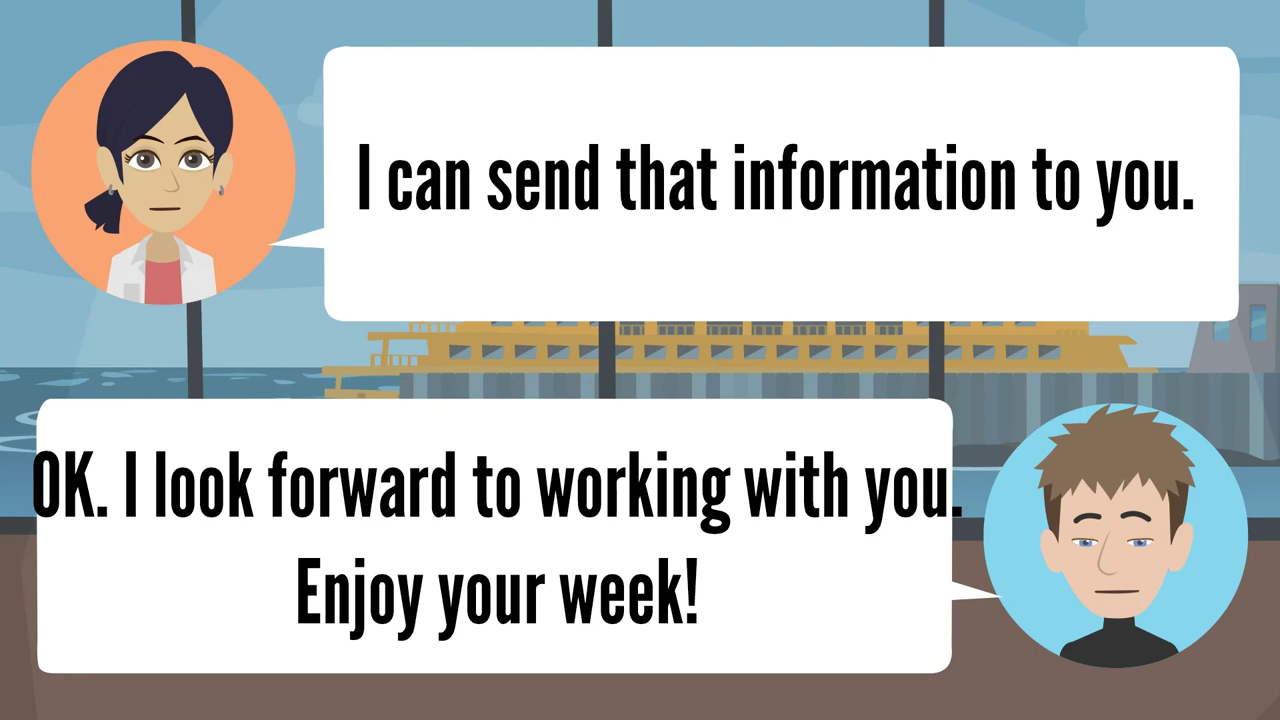 I can send that information to you.
OK. I look forward to working with you.
Enjoy your week!